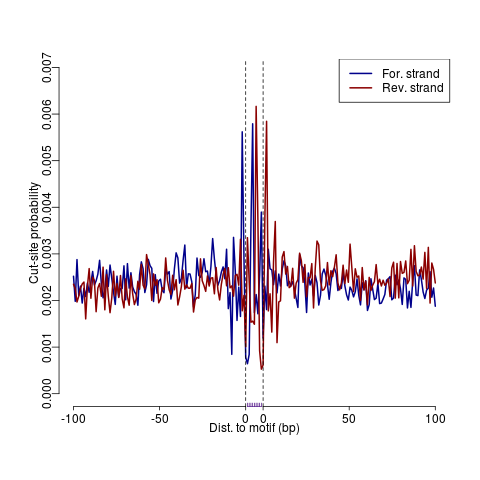 For. strand
Rev. strand
Cut-site probability
0.007
0.006
0.005
0.004
0.003
0.002
0.001
0.000
-100 -50 0 0 50 100
Dist. to motif (bp)